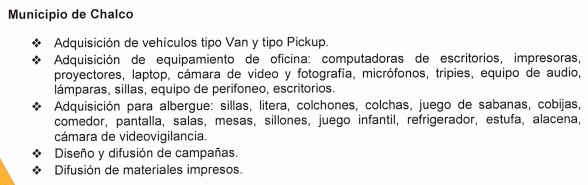 Municipio de Chalco
❖ Adquisición de vehículos tipo Van y tipo Pickup.
❖ Adquisición de equipamiento de oficina: computadoras de escritorios, impresoras,
proyectores, laptop, cámara de video y fotografía, micrófonos, tripies, equipo de audio,
lámparas, sillas, equipo de perifoneo, escritorios.
❖ Adquisición para albergue: sillas, litera, colchones, colchas, juego de sabanas, cobijas,
comedor, pantalla, salas, mesas, sillones, juego infantil, refrigerador, estufa, alacena,
cámara de videovigilancia.
❖ Diseño y difusión de campañas.
❖ Difusión de materiales impresos.